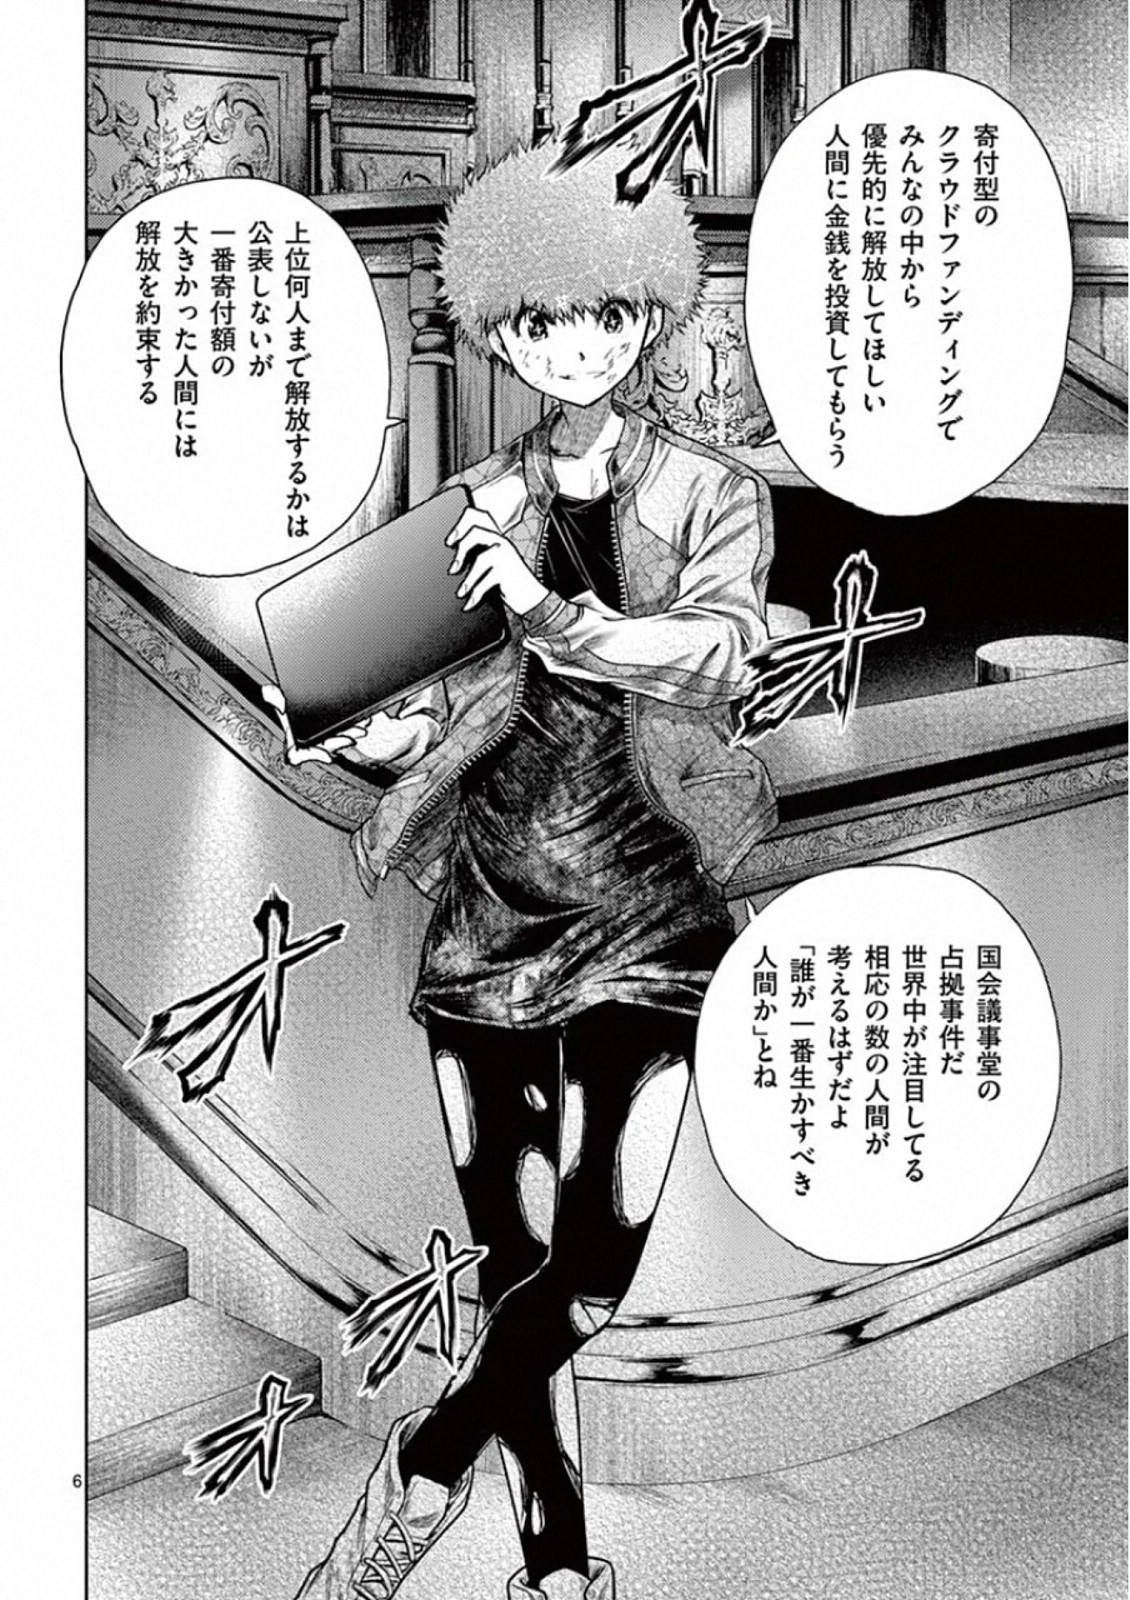 寄付型の
クラウドファンディングで
みんなの中から
優先的に解放してほしい
人間に金銭を投資してもらう
上位何人まで解放するかは
公表しないが
一番寄付額の
大きかった人間には
解放を約束する
オ
オ
国会議事堂の
占拠事件だ
世界中が注目してる
相応の数の人間が
考えるはずだよ
「誰が一番生かすべき
人間か」とね
オ
オ
オ
6